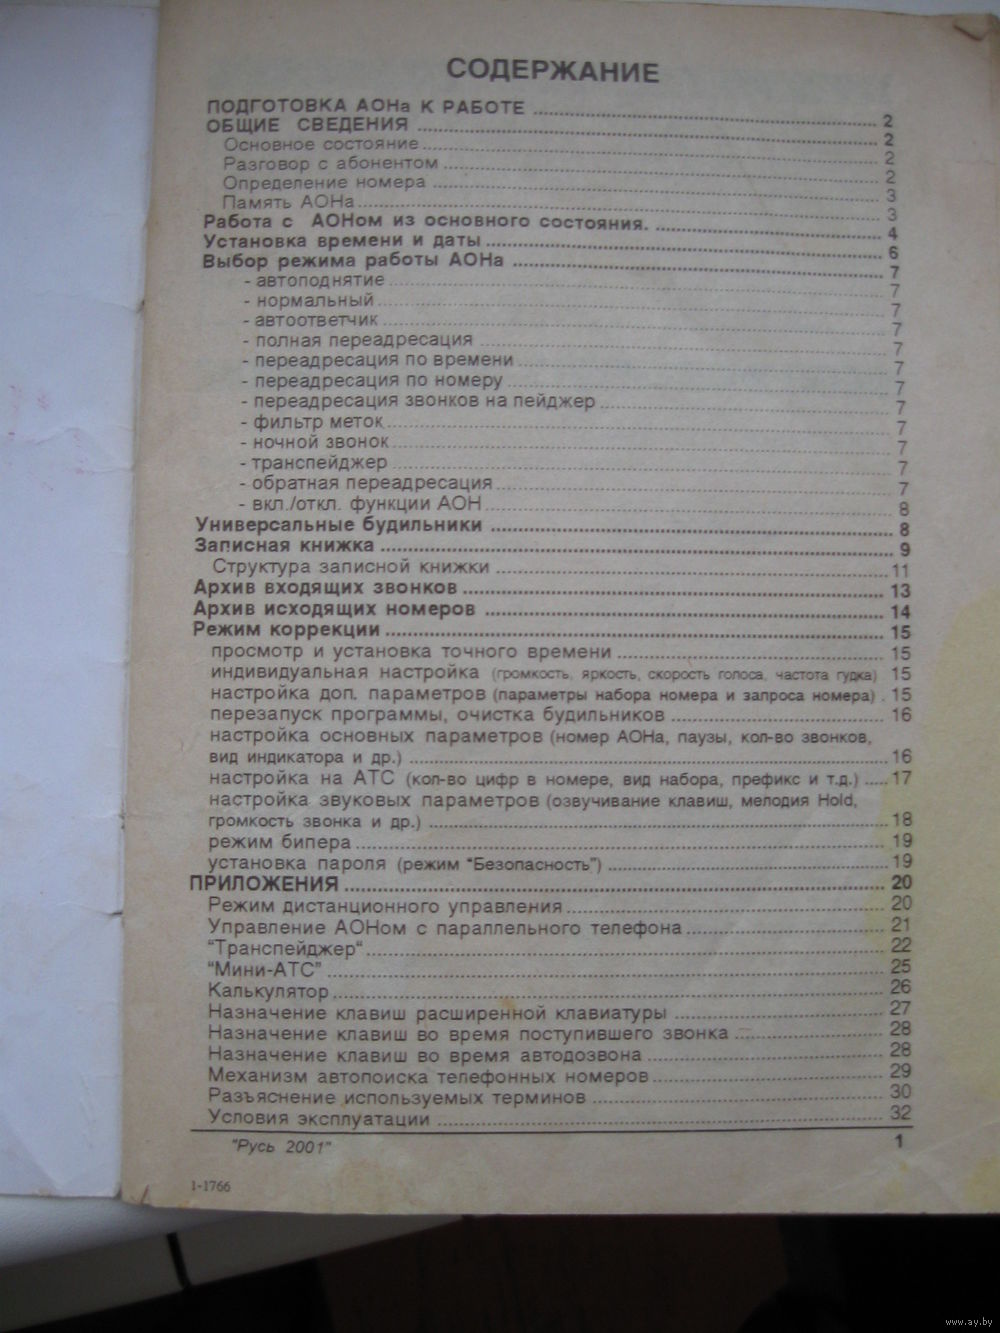 СОДЕРЖАНИЕ
ПОДГОТОВКА АОНа К РАБОТЕ ........ 2
ОБЩИЕ СВЕДЕНИЯ ........ 2
Основное состояние ........ 2
Разговор с абонентом ........ 2
Определение номера ........ 3
Память АОНа ........ 3
Работа с АОНом из основного состояния. ........ 4
Установка времени и даты ........ 6
Выбор режима работы АОНа ........ 7
- автоподнятие ........ 7
- нормальный ........ 7
- автоответчик ........ 7
- полная переадресация ........ 7
- переадресация по времени ........ 7
- переадресация по номеру ........ 7
- переадресация звонков на пейджер ........ 7
- фильтр меток ........ 7
- ночной звонок ........ 7
- транспейджер ........ 7
- обратная переадресация ........ 7
- вкл./откл. функции АОН ........ 8
Универсальные будильники ........ 8
Записная книжка ........ 9
Структура записной книжки ........ 11
Архив входящих звонков ........ 13
Архив исходящих номеров ........ 14
Режим коррекции ........ 15
просмотр и установка точного времени ........ 15
индивидуальная настройка (громкость, яркость, скорость голоса, частота гудка) 15
настройка доп. параметров (параметры набора номера и запроса номера) . 15
перезапуск программы, очистка будильников ........ 16
настройка основных параметров (номер АОНа, паузы, кол-во звонков,
вид индикатора и др.) ........ 16
настройка на АТС (кол-во цифр в номере, вид набора, префикс и т.д.) ..... 17
настройка звуковых параметров (озвучивание клавиш, мелодия Hold,
громкость звонка и др.) ........ 18
режим бипера ........ 19
установка пароля (режим "Безопасность") ........ 19
ПРИЛОЖЕНИЯ ........ 20
Режим дистанционного управления ........ 20
Управление АОНом с параллельного телефона ........ 21
"Транспейджер" ........ 22
"Мини-АТС" ........ 25
Калькулятор ........ 26
Назначение клавиш расширенной клавиатуры ........ 27
Назначение клавиш во время поступившего звонка ........ 28
Назначение клавиш во время автодозвона ........ 28
Механизм автопоиска телефонных номеров ........ 29
Разъяснение используемых терминов ........ 30
Условия эксплуатации ........ 32
"Русь 2001" 1
1-1766
www.ay.by